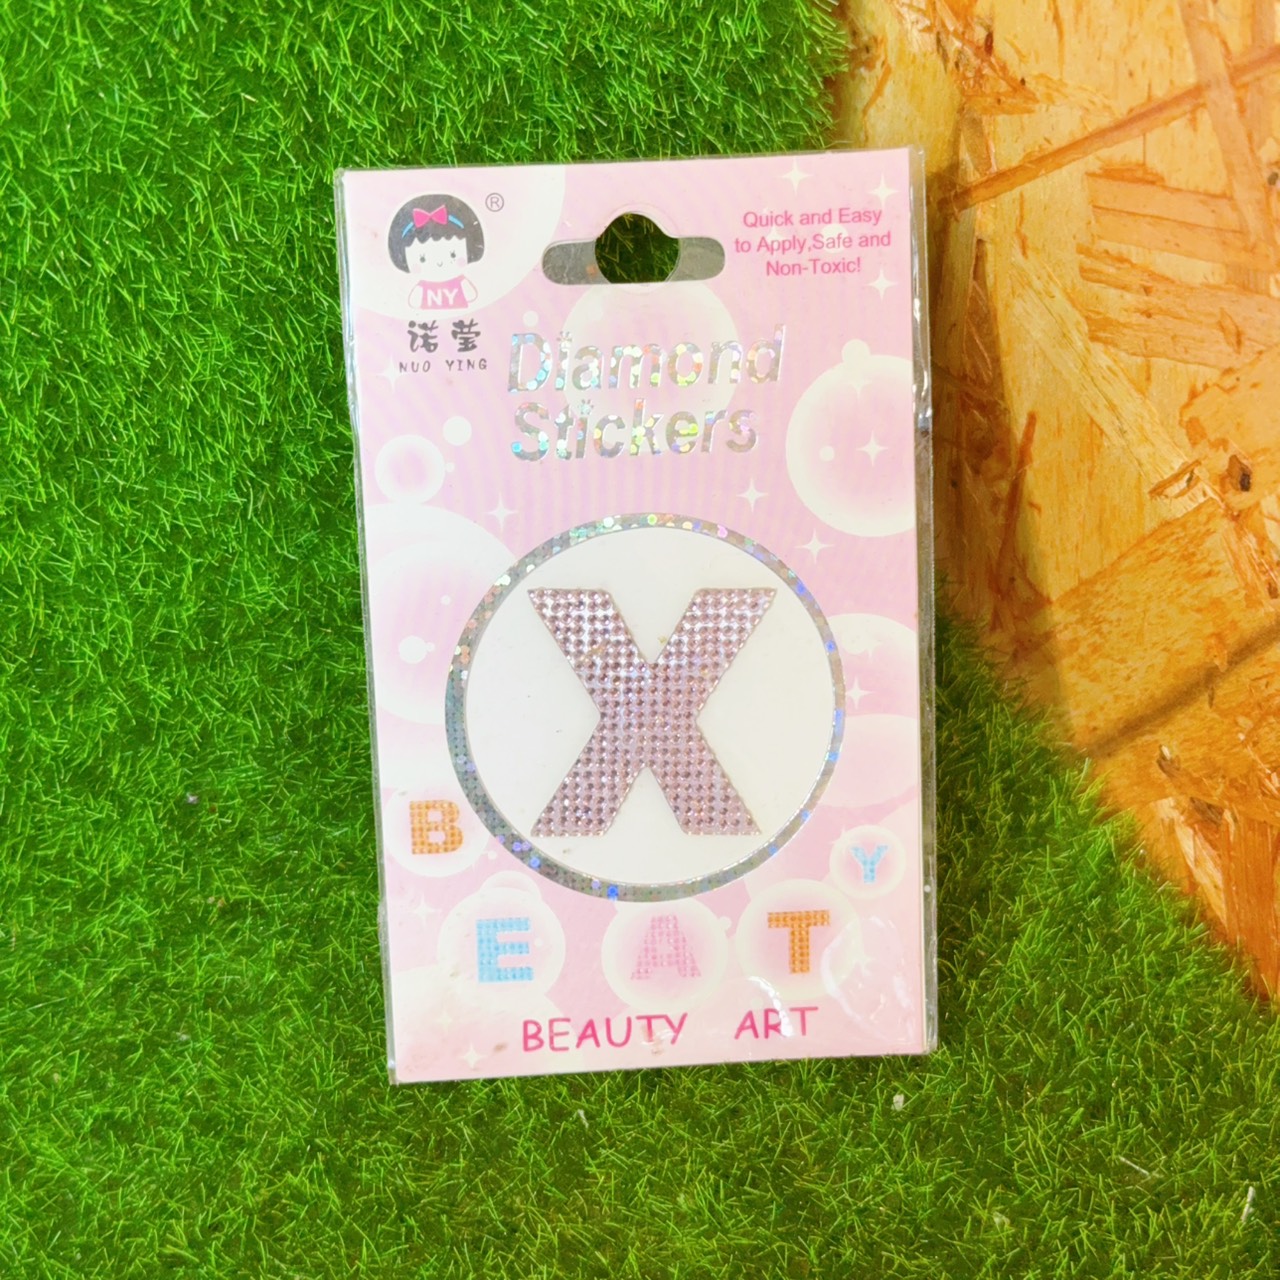 ®
NY
诺莹
NUO YING
Quick and Easy
to Apply,Safe and
Non-Toxic!
Diamond
Stickers
X
B
E
A
T
Y
BEAUTY ART